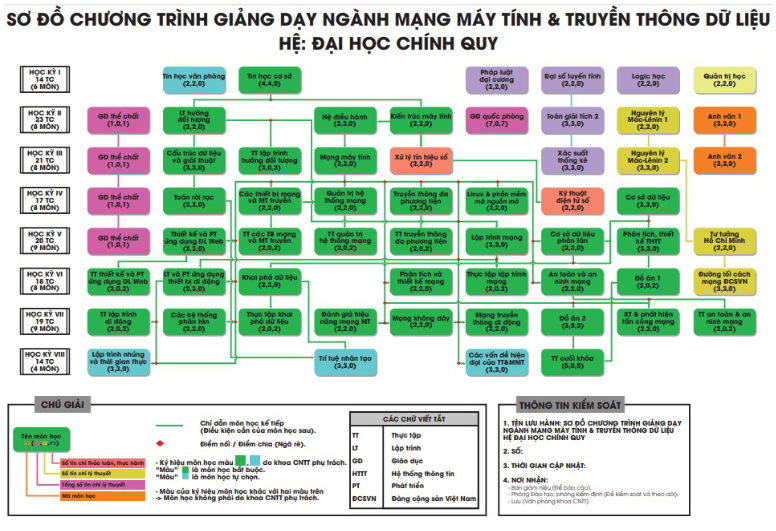 SƠ ĐỒ CHƯƠNG TRÌNH GIẢNG DẠY NGÀNH MẠNG MÁY TÍNH & TRUYỀN THÔNG DỮ LIỆU
HỆ: ĐẠI HỌC CHÍNH QUY
HỌC KỲ I
14 TC
(6 MÔN)
Tin học văn phòng
(2,2,0)
Tin học cơ sở
(4,4,0)
Pháp luật
đại cương
(2,2,0)
Đại số tuyến tính
(2,2,0)
Logic học
(2,2,0)
Quản trị học
(2,2,0)
HỌC KỲ II
23 TC
(8 MÔN)
GD thể chất
(1,0,1)
LT hướng
đối tượng
(2,2,0)
Hệ điều hành
(3,3,0)
Kiến trúc máy tính
(2,2,0)
GD quốc phòng
(7,0,7)
Toán giải tích 2
(3,3,0)
Nguyên lý
Mác-Lênin 1
(2,2,0)
Anh văn 1
(3,3,0)
HỌC KỲ III
21 TC
(8 MÔN)
GD thể chất
(1,0,1)
Cấu trúc dữ liệu
và giải thuật
(3,3,0)
TT lập trình
hướng đối tượng
(3,0,3)
Mạng máy tính
(3,3,0)
Xử lý tín hiệu số
(2,2,0)
Xác suất
thống kê
(3,3,0)
Nguyên lý
Mác-Lênin 2
(3,3,0)
Anh văn 2
(3,3,0)
HỌC KỲ IV
17 TC
(8 MÔN)
GD thể chất
(1,0,1)
Toán rời rạc
(3,3,0)
Các thiết bị mạng
và MT truyền
(2,2,0)
Quản trị hệ
thống mạng
(2,2,0)
Truyền thông đa
phương tiện
(2,2,0)
Linux & phần mềm
mã nguồn mở
(2,2,0)
Kỹ thuật
điện tử số
(2,2,0)
Cơ sở dữ liệu
(3,3,0)
HỌC KỲ V
20 TC
(9 MÔN)
GD thể chất
(1,0,1)
Thiết kế và PT
ứng dụng DL Web
(3,3,0)
TT các TB mạng
và MT truyền
(2,0,2)
TT quản trị
hệ thống mạng
(2,0,2)
TT truyền thông đa
phương tiện
(2,0,2)
Lập trình mạng
(3,3,0)
Cơ sở dữ liệu
phân tán
(2,2,0)
Phân tích, thiết
kế HTTT
(3,3,0)
Tư tưởng
Hồ Chí Minh
(2,2,0)
HỌC KỲ VI
18 TC
(8 MÔN)
TT thiết kế và PT
ứng dụng DL Web
(2,0,2)
LT và PT ứng dụng
thiết bị di động
(3,3,0)
Khai phá dữ liệu
(2,2,0)
Phân tích và
thiết kế mạng
(2,2,0)
Thực tập lập trình
mạng
(2,0,2)
An toàn và an
ninh mạng
(2,2,0)
Đồ án 1
(2,0,2)
Đường lối cách
mạng ĐCSVN
(3,3,0)
HỌC KỲ VII
19 TC
(9 MÔN)
TT lập trình
di động
(2,0,2)
Các hệ thống
phân tán
(2,2,0)
Thực tập khai
phá dữ liệu
(2,0,2)
Đánh giá hiệu
năng mạng MT
(2,2,0)
Mạng không dây
(2,2,0)
Mạng truyền
thông di động
(2,2,0)
Đồ án 2
(3,0,3)
KT & phát hiện
tấn công mạng
(2,2,0)
TT an toàn & an
ninh mạng
(2,0,2)
HỌC KỲ VIII
14 TC
(4 MÔN)
Lập trình nhúng
và thời gian thực
(3,3,0)
Trí tuệ nhân tạo
(3,3,0)
Các vấn đề hiện đại
của TT&MMT
(3,3,0)
TT cuối khóa
(5,0,5)
CHÚ GIẢI
Tên môn học
Số tín chỉ thảo luận, thực hành
Số tín chỉ lý thuyết
Tổng số tín chỉ lý thuyết
Mã môn học
Chỉ dẫn môn học kế tiếp
(Điều kiện cần của môn học sau).
Điểm nối / Điểm chia (Ngã rẽ).
- Ký hiệu môn học màu , do khoa CNTT phụ trách.
"Màu" là môn học bắt buộc.
"Màu" là môn học tự chọn.
- Màu của ký hiệu môn học khác với hai màu trên
-> Môn học không phải do khoa CNTT phụ trách.
CÁC CHỮ VIẾT TẮT
TT Thực tập
LT Lập trình
GD Giáo dục
HTTT Hệ thống thông tin
PT Phát triển
ĐCSVN Đảng cộng sản Việt Nam
THÔNG TIN KIỂM SOÁT
1. TÊN LƯU HÀNH: SƠ ĐỒ CHƯƠNG TRÌNH GIẢNG DẠY
NGÀNH MẠNG MÁY TÍNH & TRUYỀN THÔNG DỮ LIỆU
HỆ ĐẠI HỌC CHÍNH QUY
2. SỐ:
3. THỜI GIAN CẬP NHẬT:
4. NƠI NHẬN:
- Ban giám hiệu (Để báo cáo).
- Phòng Đào tạo, phòng kiểm định (Để kiểm soát và theo dõi).
- Lưu (Văn phòng Khoa CNTT).